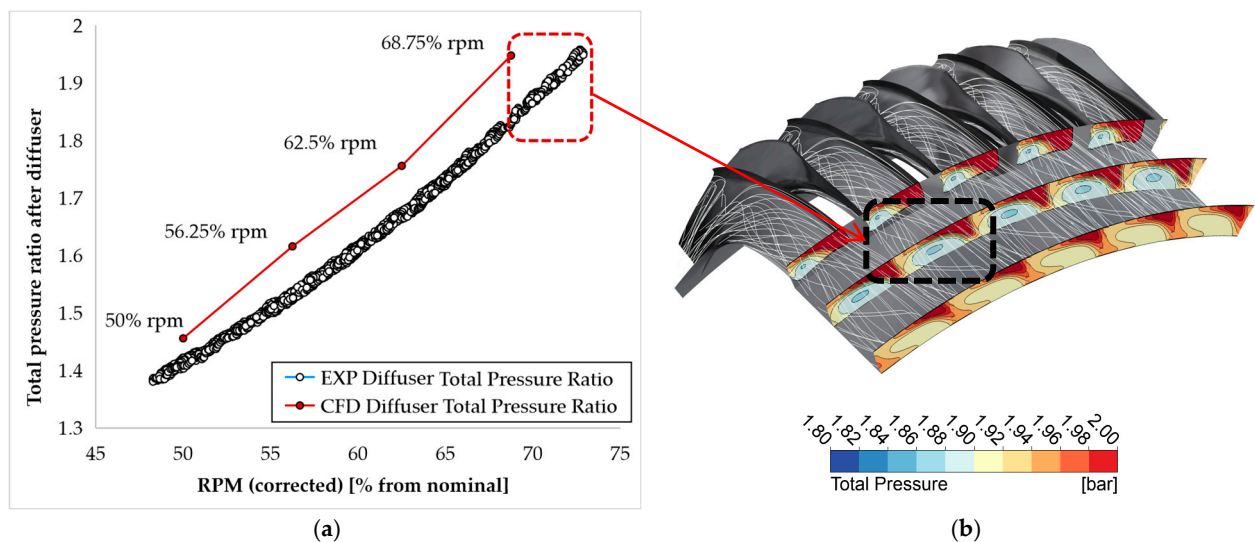 Total pressure ratio after diffuser
2
1.9
1.8
1.7
1.6
1.5
1.4
1.3
68.75% rpm
62.5% rpm
56.25% rpm
50% rpm
EXP Diffuser Total Pressure Ratio
CFD Diffuser Total Pressure Ratio
45 50 55 60 65 70 75
RPM (corrected) [% from nominal]
(a)
1.80 1.82 1.84 1.86 1.88 1.90 1.92 1.94 1.96 1.98 2.00
Total Pressure [bar]
(b)